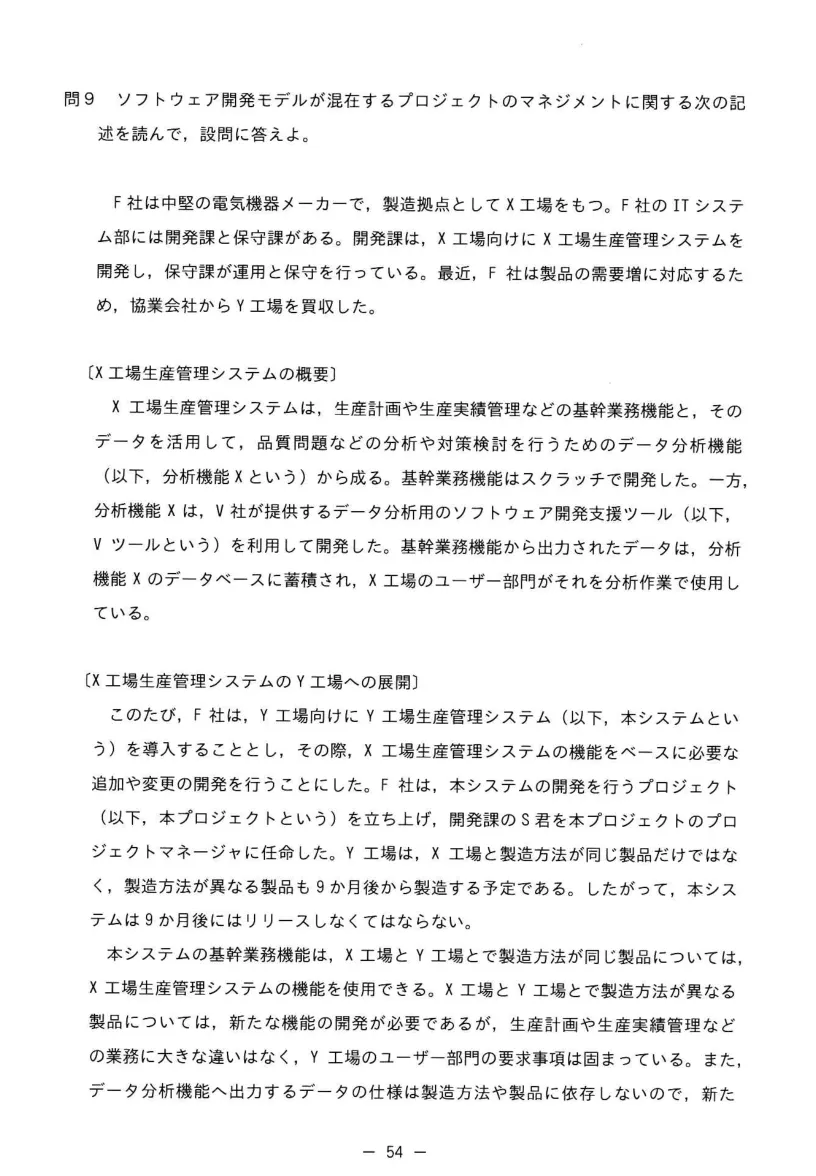 問9 ソフトウェア開発モデルが混在するプロジェクトのマネジメントに関する次の記
述を読んで，設問に答えよ。
F 社は中堅の電気機器メーカーで，製造拠点として X 工場をもつ。F 社の IT システ
ム部には開発課と保守課がある。開発課は，X 工場向けに X 工場生産管理システムを
開発し，保守課が運用と保守を行っている。最近，F 社は製品の需要増に対応するた
め，協業会社から Y 工場を買収した。
〔X 工場生産管理システムの概要〕
X 工場生産管理システムは，生産計画や生産実績管理などの基幹業務機能と，その
データを活用して，品質問題などの分析や対策検討を行うためのデータ分析機能
（以下，分析機能 X という）から成る。基幹業務機能はスクラッチで開発した。一方，
分析機能 X は，V 社が提供するデータ分析用のソフトウェア開発支援ツール（以下，
V ツールという）を利用して開発した。基幹業務機能から出力されたデータは，分析
機能 X のデータベースに蓄積され，X 工場のユーザー部門がそれを分析作業で使用し
ている。
〔X 工場生産管理システムの Y 工場への展開〕
このたび，F 社は，Y 工場向けに Y 工場生産管理システム（以下，本システムとい
う）を導入することとし，その際，X 工場生産管理システムの機能をベースに必要な
追加や変更の開発を行うことにした。F 社は，本システムの開発を行うプロジェクト
（以下，本プロジェクトという）を立ち上げ，開発課の S 君を本プロジェクトのプロ
ジェクトマネージャに任命した。Y 工場は，X 工場と製造方法が同じ製品だけではな
く，製造方法が異なる製品も 9 か月後から製造する予定である。したがって，本シス
テムは 9 か月後にはリリースしなくてはならない。
本システムの基幹業務機能は，X 工場と Y 工場とで製造方法が同じ製品については，
X 工場生産管理システムの機能を使用できる。X 工場と Y 工場とで製造方法が異なる
製品については，新たな機能の開発が必要であるが，生産計画や生産実績管理など
の業務に大きな違いはなく，Y 工場のユーザー部門の要求事項は固まっている。また，
データ分析機能へ出力するデータの仕様は製造方法や製品に依存しないので，新た
― 54 ―